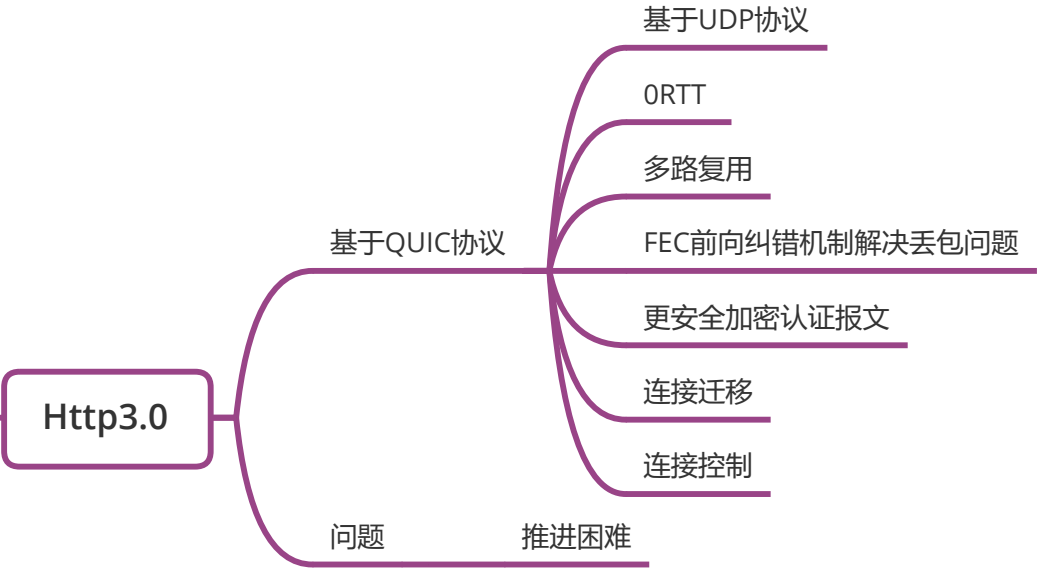 基于UDP协议
0RTT
多路复用
基于QUIC协议
FEC前向纠错机制解决丢包问题
更安全加密认证报文
连接迁移
Http3.0
连接控制
问题
推进困难